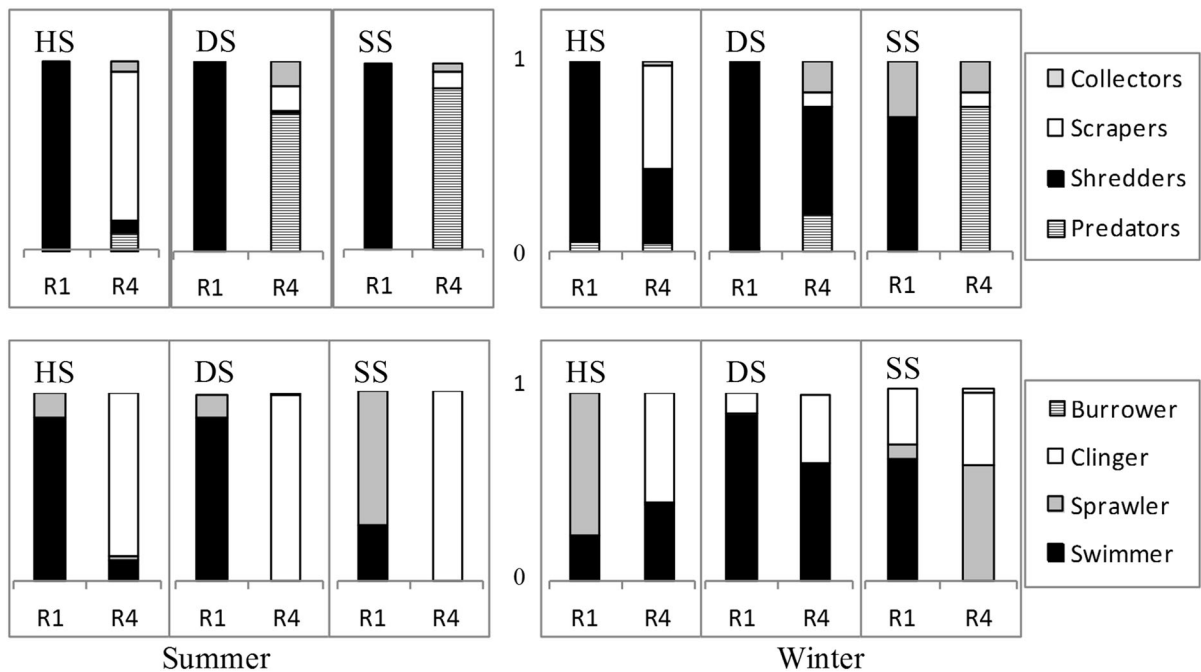 HS DS SS
R1 R4 R1 R4 R1 R4
1
0
HS DS SS
R1 R4 R1 R4 R1 R4
Collectors
Scrapers
Shredders
Predators
HS DS SS
R1 R4 R1 R4 R1 R4
Summer
1
0
HS DS SS
R1 R4 R1 R4 R1 R4
Winter
Burrower
Clinger
Sprawler
Swimmer